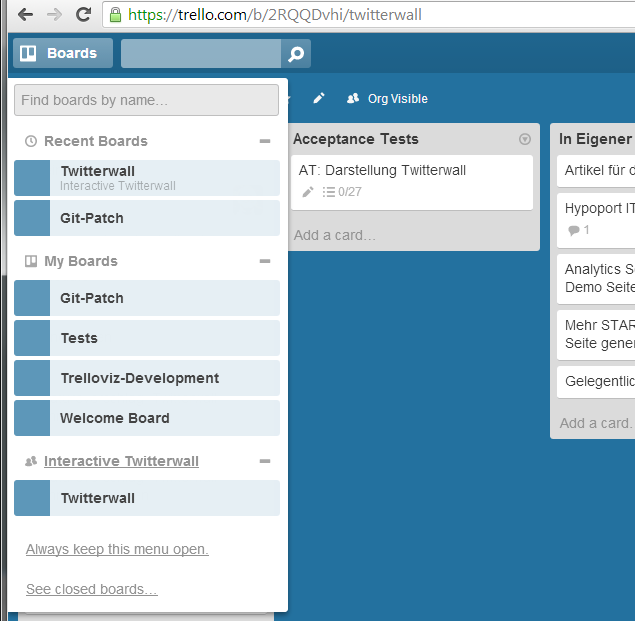 https://trello.com/b/2RQQDvhi/twitterwall
Boards
Find boards by name...
Recent Boards
Twitterwall
Interactive Twitterwall
Git-Patch
My Boards
Git-Patch
Tests
Trelloviz-Development
Welcome Board
Interactive Twitterwall
Twitterwall
Always keep this menu open.
See closed boards...
Org Visible
Acceptance Tests
AT: Darstellung Twitterwall
0/27
Add a card...
In Eigener
Artikel für d
Hypoport IT
1
Analytics S
Demo Seite
Mehr STAR
Seite gener
Gelegentlic
Add a card.